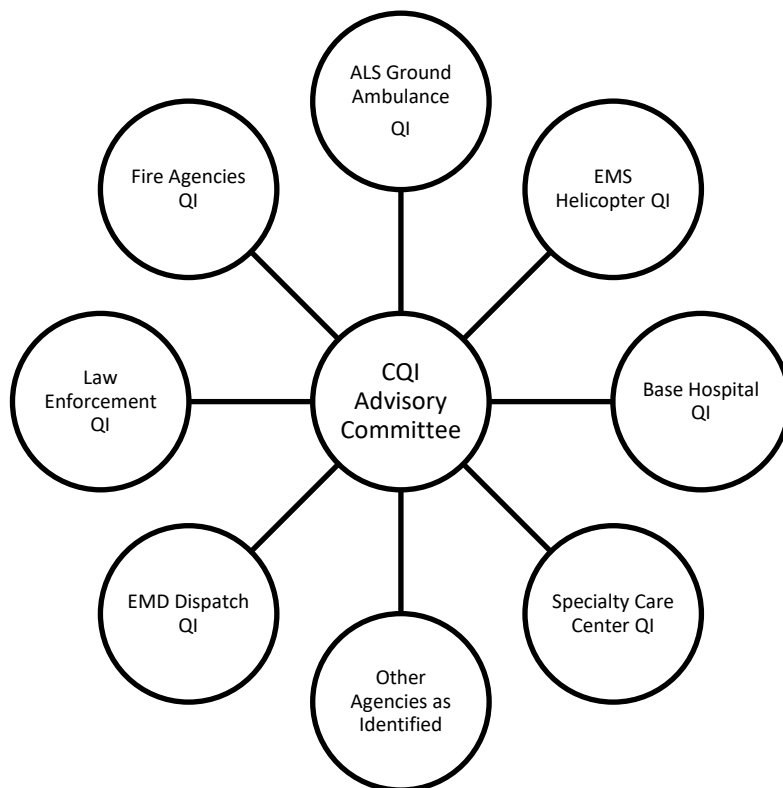 ALS Ground
Ambulance
QI
Fire Agencies
QI
EMS
Helicopter QI
Law
Enforcement
QI
CQI
Advisory
Committee
Base Hospital
QI
EMD Dispatch
QI
Specialty Care
Center QI
Other
Agencies as
Identified